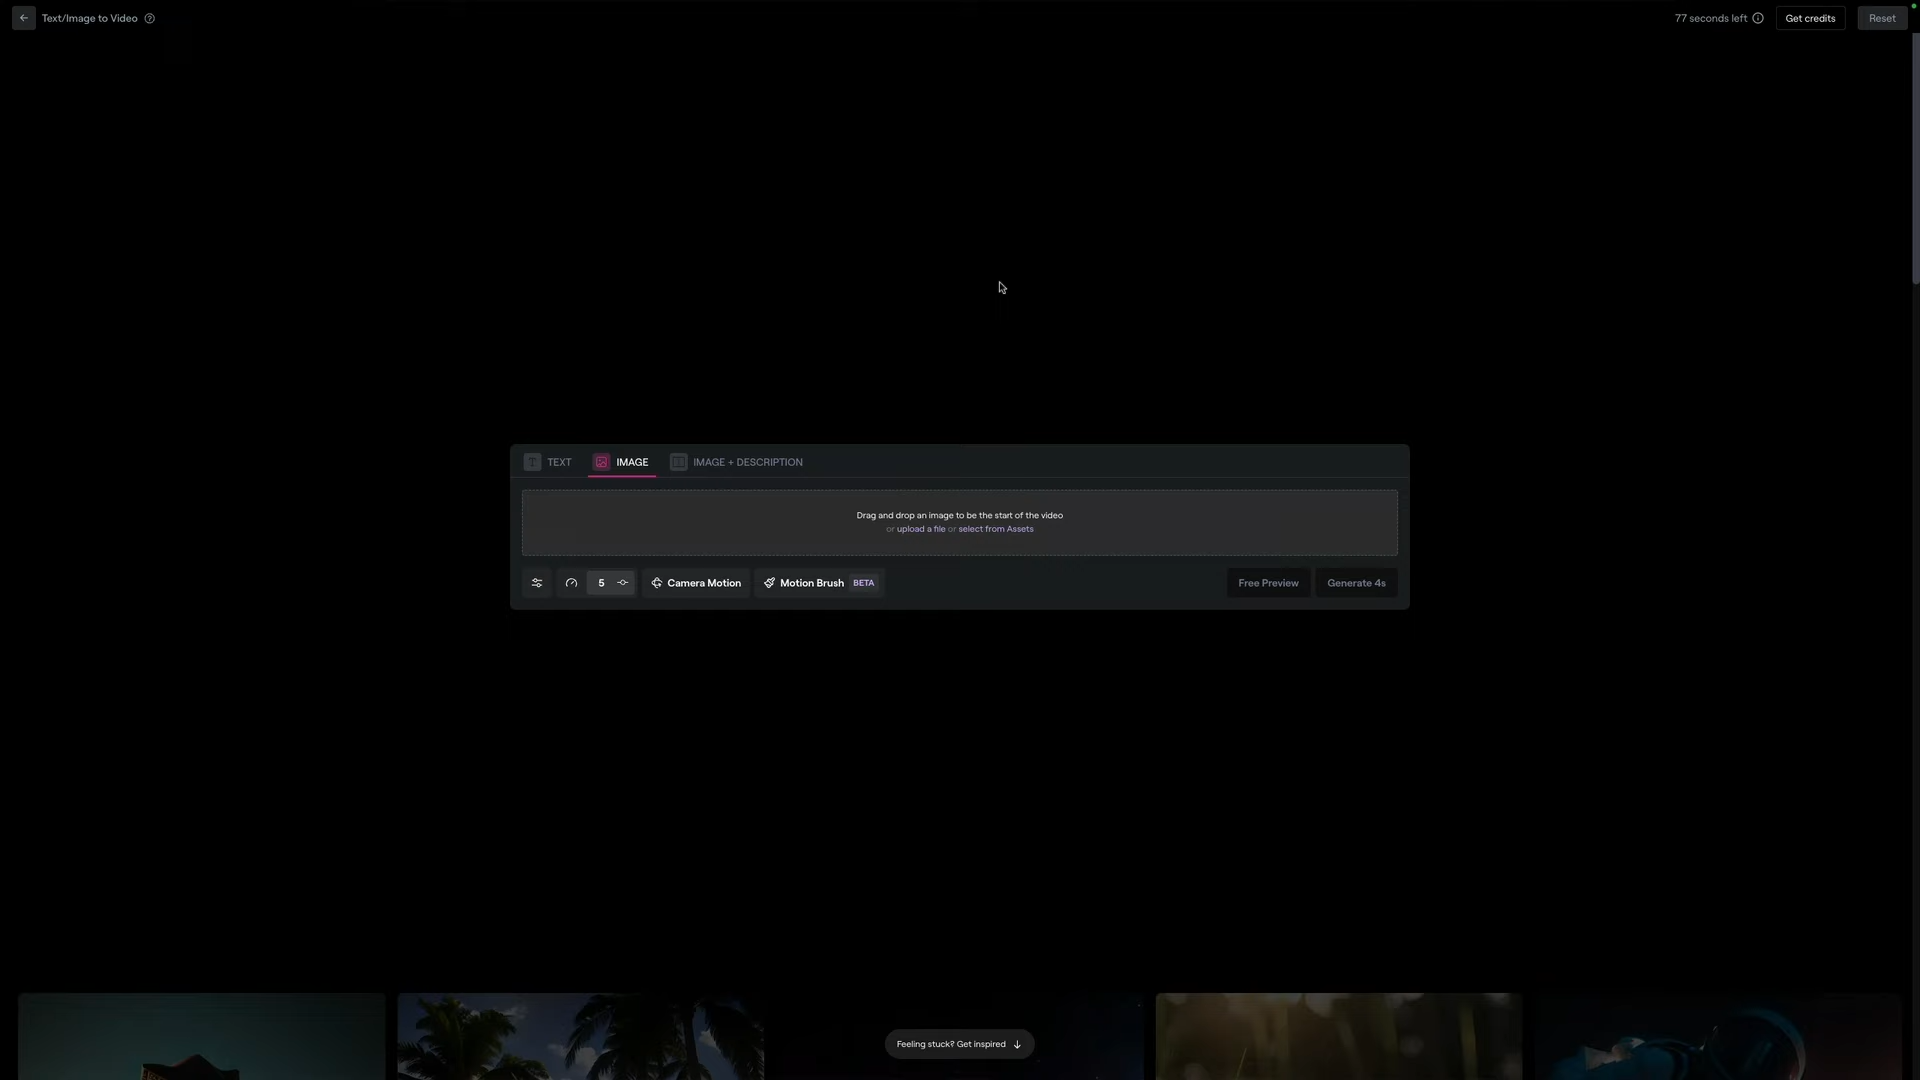 Text/Image to Video
77 seconds left
Get credits
Reset
TEXT
IMAGE
IMAGE + DESCRIPTION
Drag and drop an image to be the start of the video
or upload a file or select from Assets
5
Camera Motion
Motion Brush BETA
Free Preview
Generate 4s
Feeling stuck? Get inspired